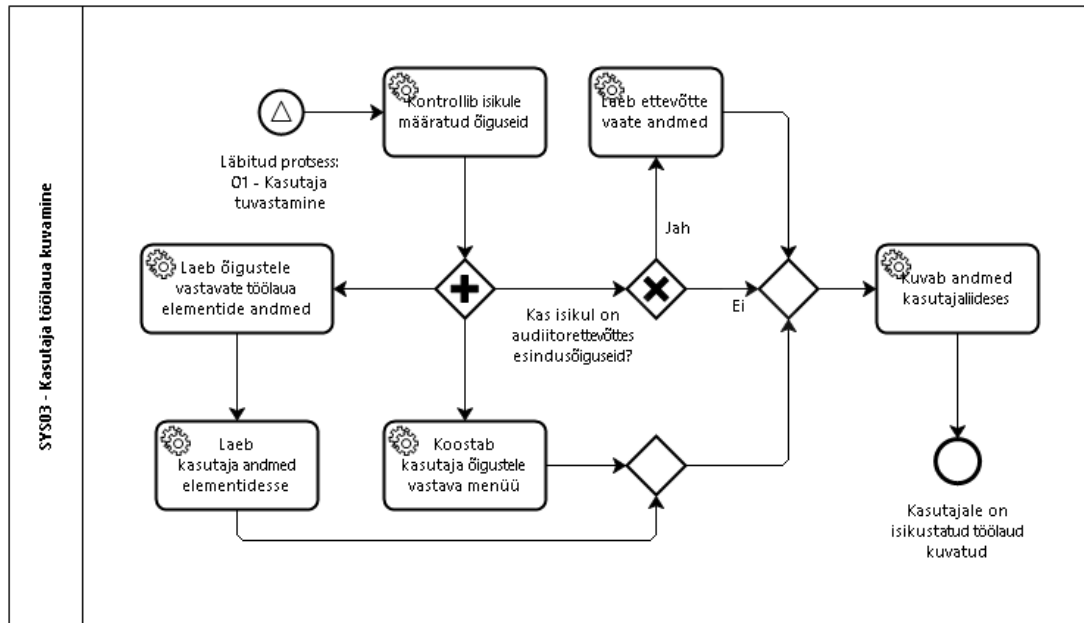 SYS03 - Kasutaja töölaua kuvamine
Läbitud protsess:
01 - Kasutaja
tuvastamine
Kontrollib isikule
määratud õiguseid
Laeb ettevõtte
vaate andmed
Jah
Laeb õigustele
vastavate töölaua
elementide andmed
Kas isikul on
audiitorettevõttes
esindusõiguseid?
Ei
Kuvab andmed
kasutajaliideses
Laeb
kasutaja andmed
elementidesse
Koostab
kasutaja õigustele
vastava menüü
Kasutajale on
isikustatud töölaud
kuvatud